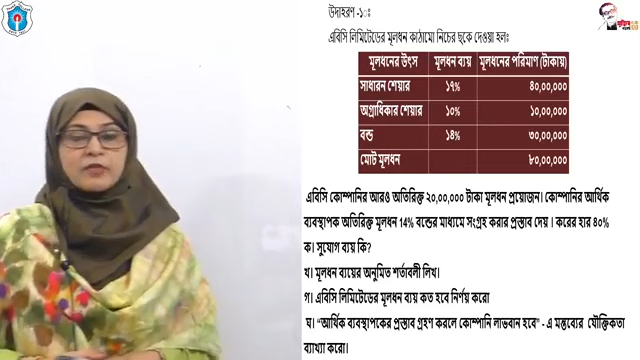 উদাহরণ -১ঃ
এবিসি লিমিটেডের মূলধন কাঠামো নিচের ছকে দেওয়া হলঃ
মূলধনের উৎস মূলধন ব্যয় মূলধনের পরিমাণ (টাকায়)
সাধারন শেয়ার ১৭% ৪০,০০,০০০
অগ্রাধিকার শেয়ার ১০% ১০,০০,০০০
বন্ড ১৪% ৩০,০০,০০০
মোট মূলধন ৮০,০০,০০০
এবিসি কোম্পানির আরও অতিরিক্ত ২০,০০,০০০ টাকা মূলধন প্রয়োজন। কোম্পানির আর্থিক
ব্যবস্থাপক অতিরিক্ত মূলধন 14% বন্ডের মাধ্যমে সংগ্রহ করার প্রস্তাব দেয়। করের হার ৪০%
ক। সুযোগ ব্যয় কি?
খ। মূলধন ব্যয়ের অনুমিত শর্তাবলী লিখ।
গ। এবিসি লিমিটেডের মূলধন ব্যয় কত হবে নির্ণয় করো
ঘ। “আর্থিক ব্যবস্থাপকের প্রস্তাব গ্রহণ করলে কোম্পানি লাভবান হবে” - এ মন্তব্যের যৌক্তিকতা
ব্যাখ্যা করো।